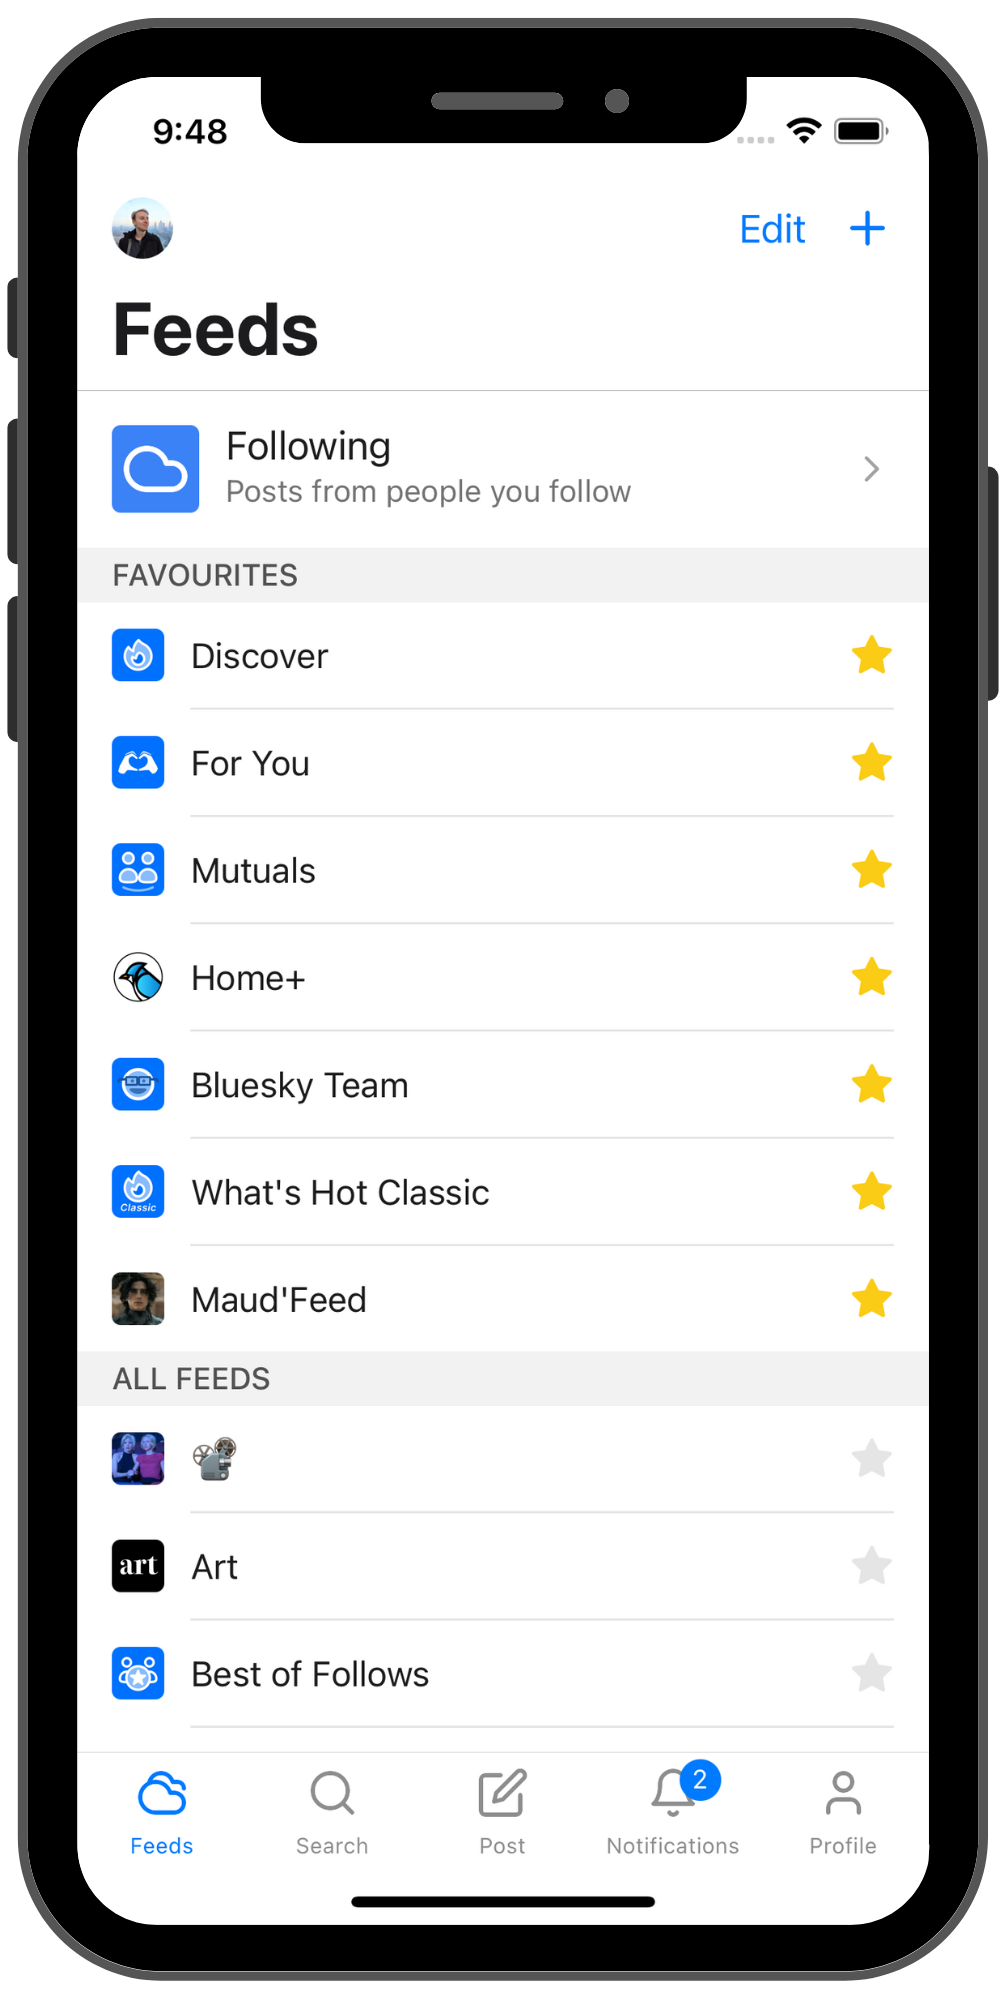 9:48
Edit +
Feeds
Following
Posts from people you follow
FAVOURITES
Discover
For You
Mutuals
Home+
Bluesky Team
Classic
What's Hot Classic
Maud'Feed
ALL FEEDS
📽
art
Art
Best of Follows
2
Feeds
Search
Post
Notifications
Profile